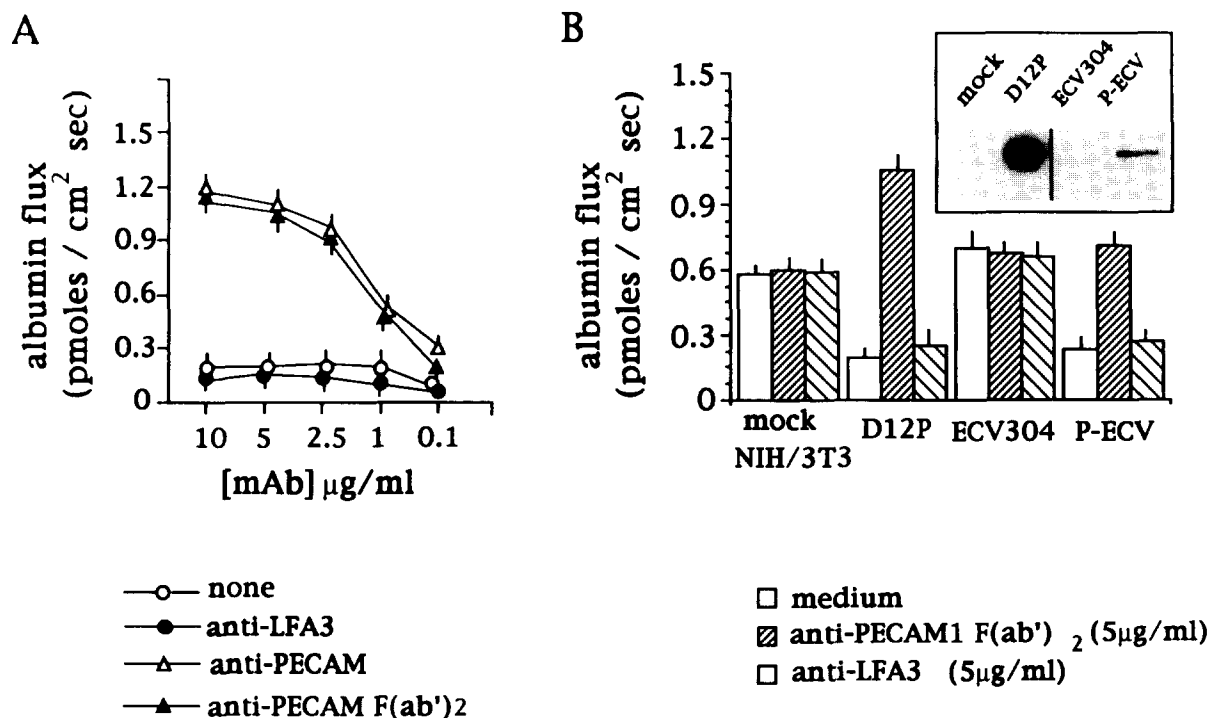 A
albumin flux
(pmoles / cm2 sec)
1.5
1.2
0.9
0.6
0.3
0
10 5 2.5 1 0.1
[mAb] μg/ml
none
anti-LFA3
anti-PECAM
anti-PECAM F(ab')2
B
albumin flux
(pmoles / cm2 sec)
1.5
1.2
0.9
0.6
0.3
0
mock D12P ECV304 P-ECV
mock
NIH/3T3
D12P ECV304 P-ECV
medium
anti-PECAM1 F(ab') 2 (5μg/ml)
anti-LFA3 (5μg/ml)